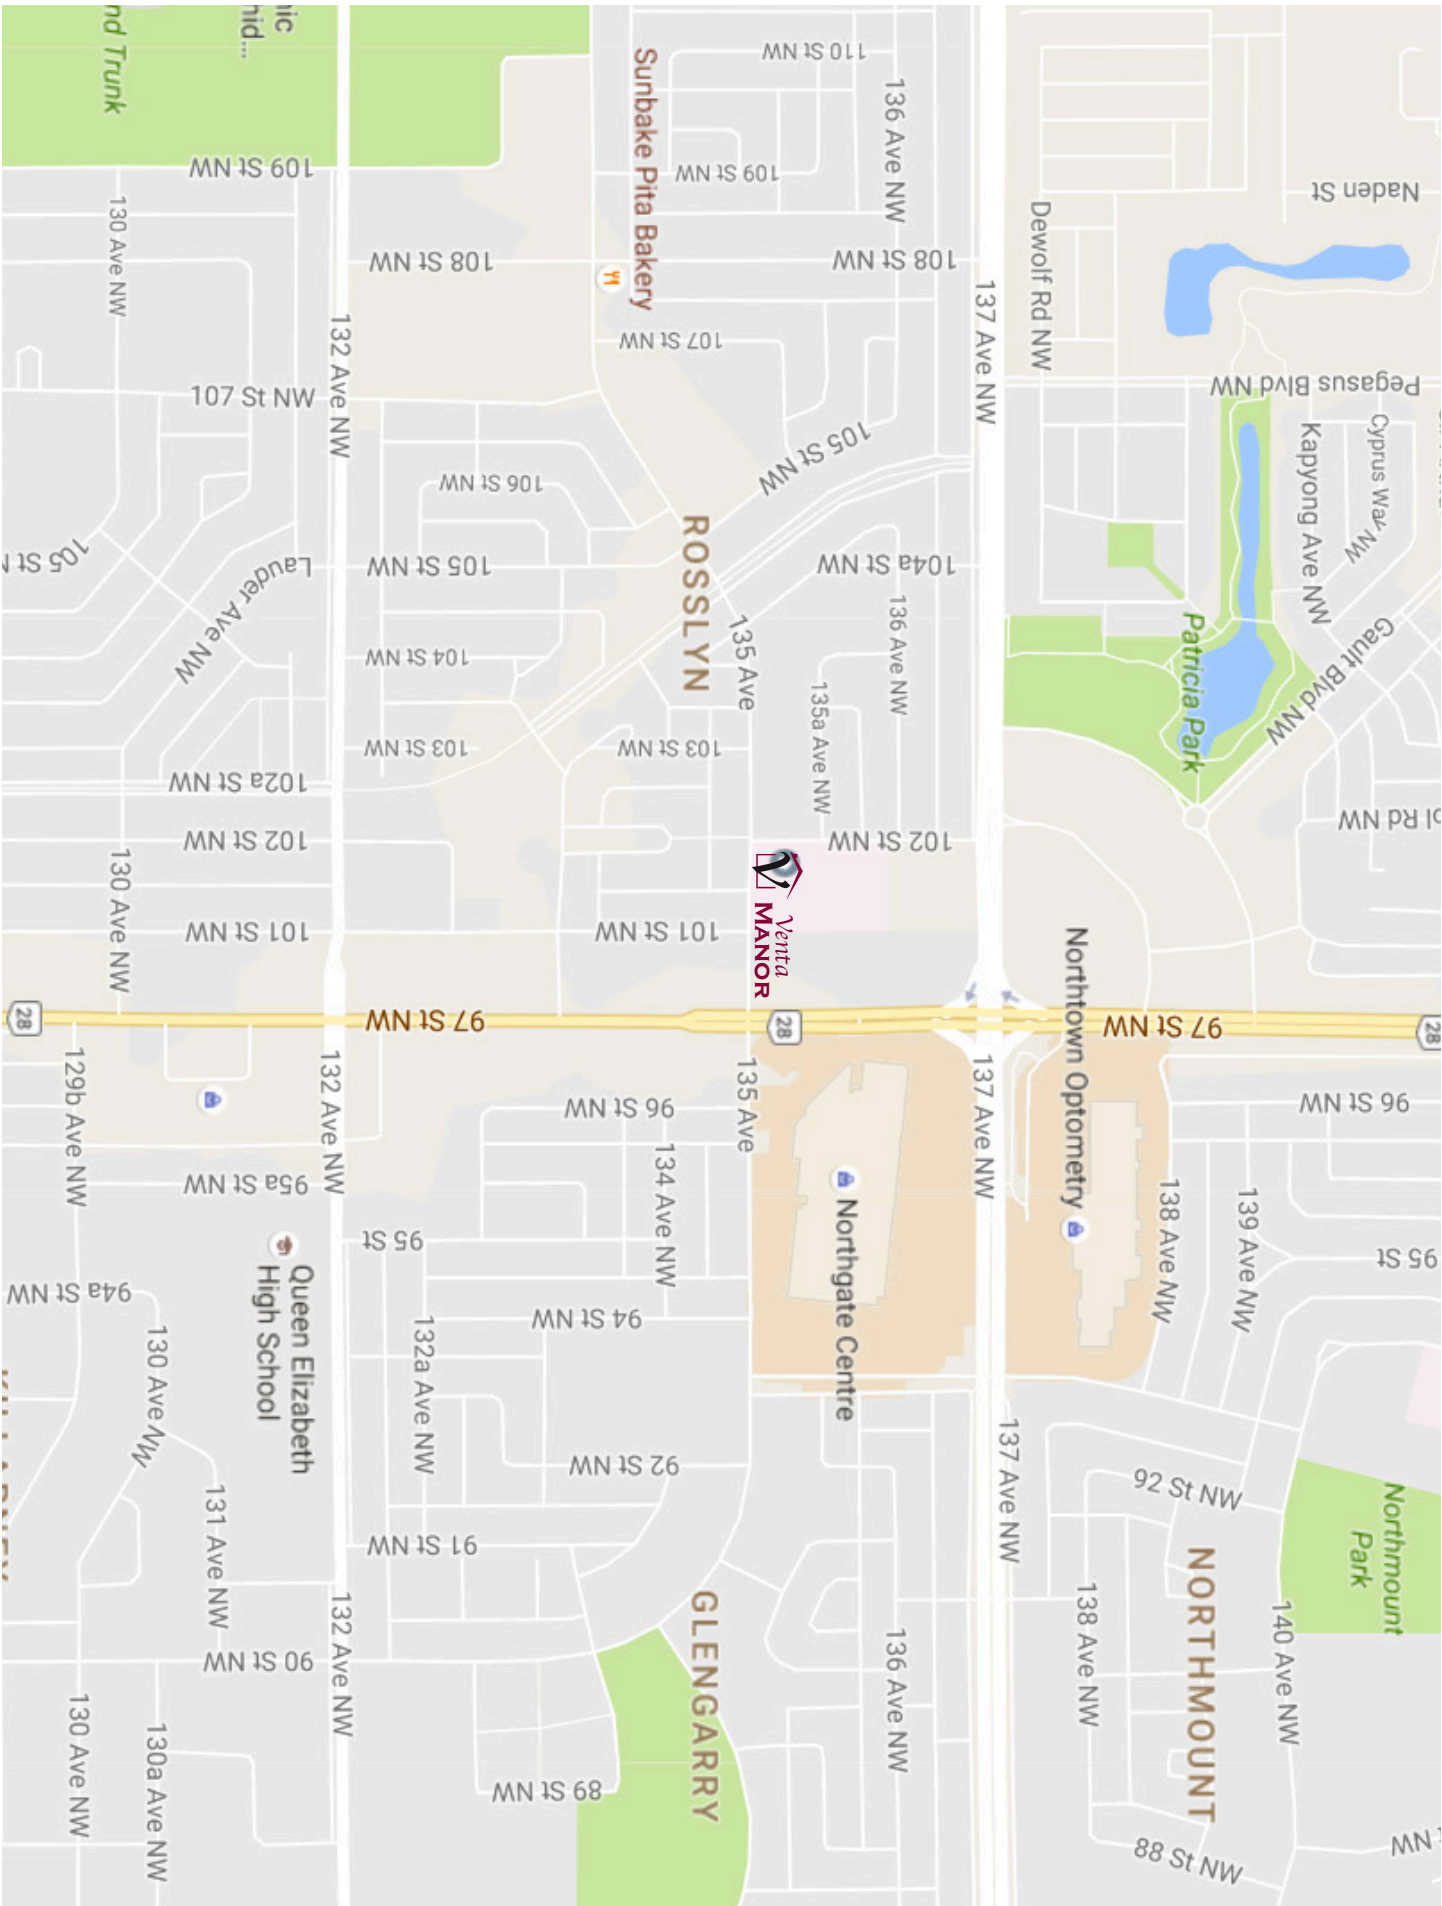 28
95 St
Naden St
Pegasus Blvd NW
Cyprus Way NW
Gault Blvd NW
96 St NW
Northmount
Park
Kapyong Ave NW
139 Ave NW
140 Ave NW
Patricia Park
97 St NW
138 Ave NW
92 St NW
NORTHMOUNT
88 St NW
Dewolf Rd NW
Northtown Optometry
138 Ave NW
137 Ave NW
137 Ave NW
137 Ave NW
136 Ave NW
108 St NW
104a St NW
136 Ave NW
102 St NW
136 Ave NW
110 St NW
105 St NW
135a Ave NW
Northgate Centre
Venta
MANOR
28
109 St NW
135 Ave
135 Ave
107 St NW
ROSSLYN
103 St NW
101 St NW
GLENGARRY
Sunbake Pita Bakery
134 Ave NW
96 St NW
94 St NW
92 St NW
89 St NW
108 St NW
106 St NW
105 St NW
104 St NW
103 St NW
97 St NW
95 St
132a Ave NW
91 St NW
132 Ave NW
132 Ave NW
132 Ave NW
109 St NW
107 St NW
Lauder Ave NW
102a St NW
102 St NW
101 St NW
95a St NW
Queen Elizabeth
High School
90 St NW
131 Ave NW
130 Ave NW
130 Ave NW
94a St NW
130 Ave NW
130a Ave NW
129b Ave NW
130 Ave NW
28